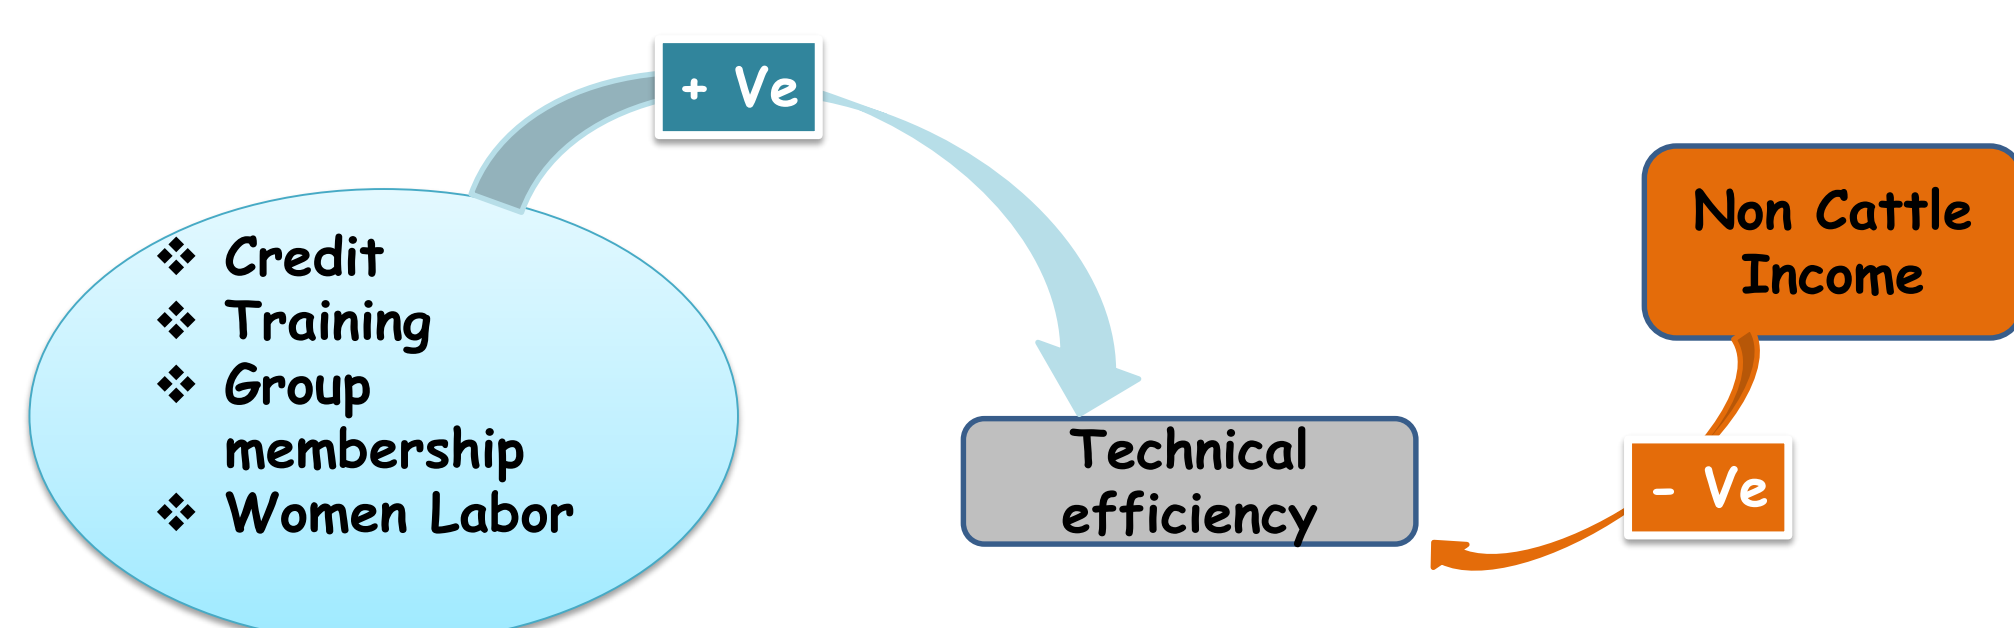 + Ve
❖ Credit
❖ Training
❖ Group
membership
❖ Women Labor
Technical
efficiency
Non Cattle
Income
- Ve